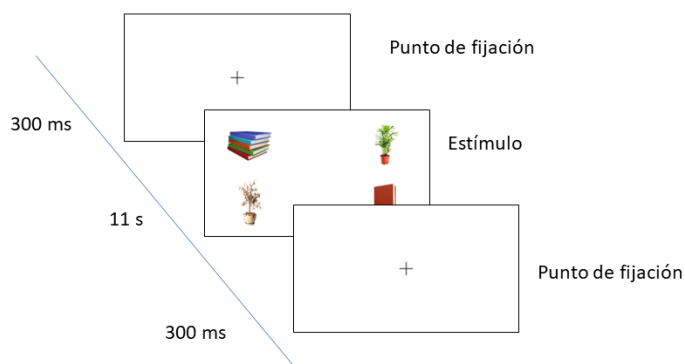 Punto de fijación
300 ms
Estímulo
11 s
Punto de fijación
300 ms